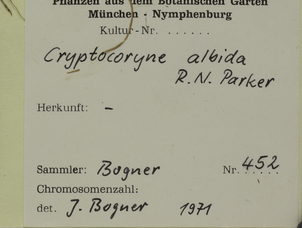 Pflanzen aus dem Botanischen Garten
München - Nymphenburg
Kultur-Nr. . . . . . .
Cryptocoryne albida
R.N. Parker
Herkunft: -
Sammler: Bogner Nr. 452
Chromosomenzahl:
det. J. Bogner 1971